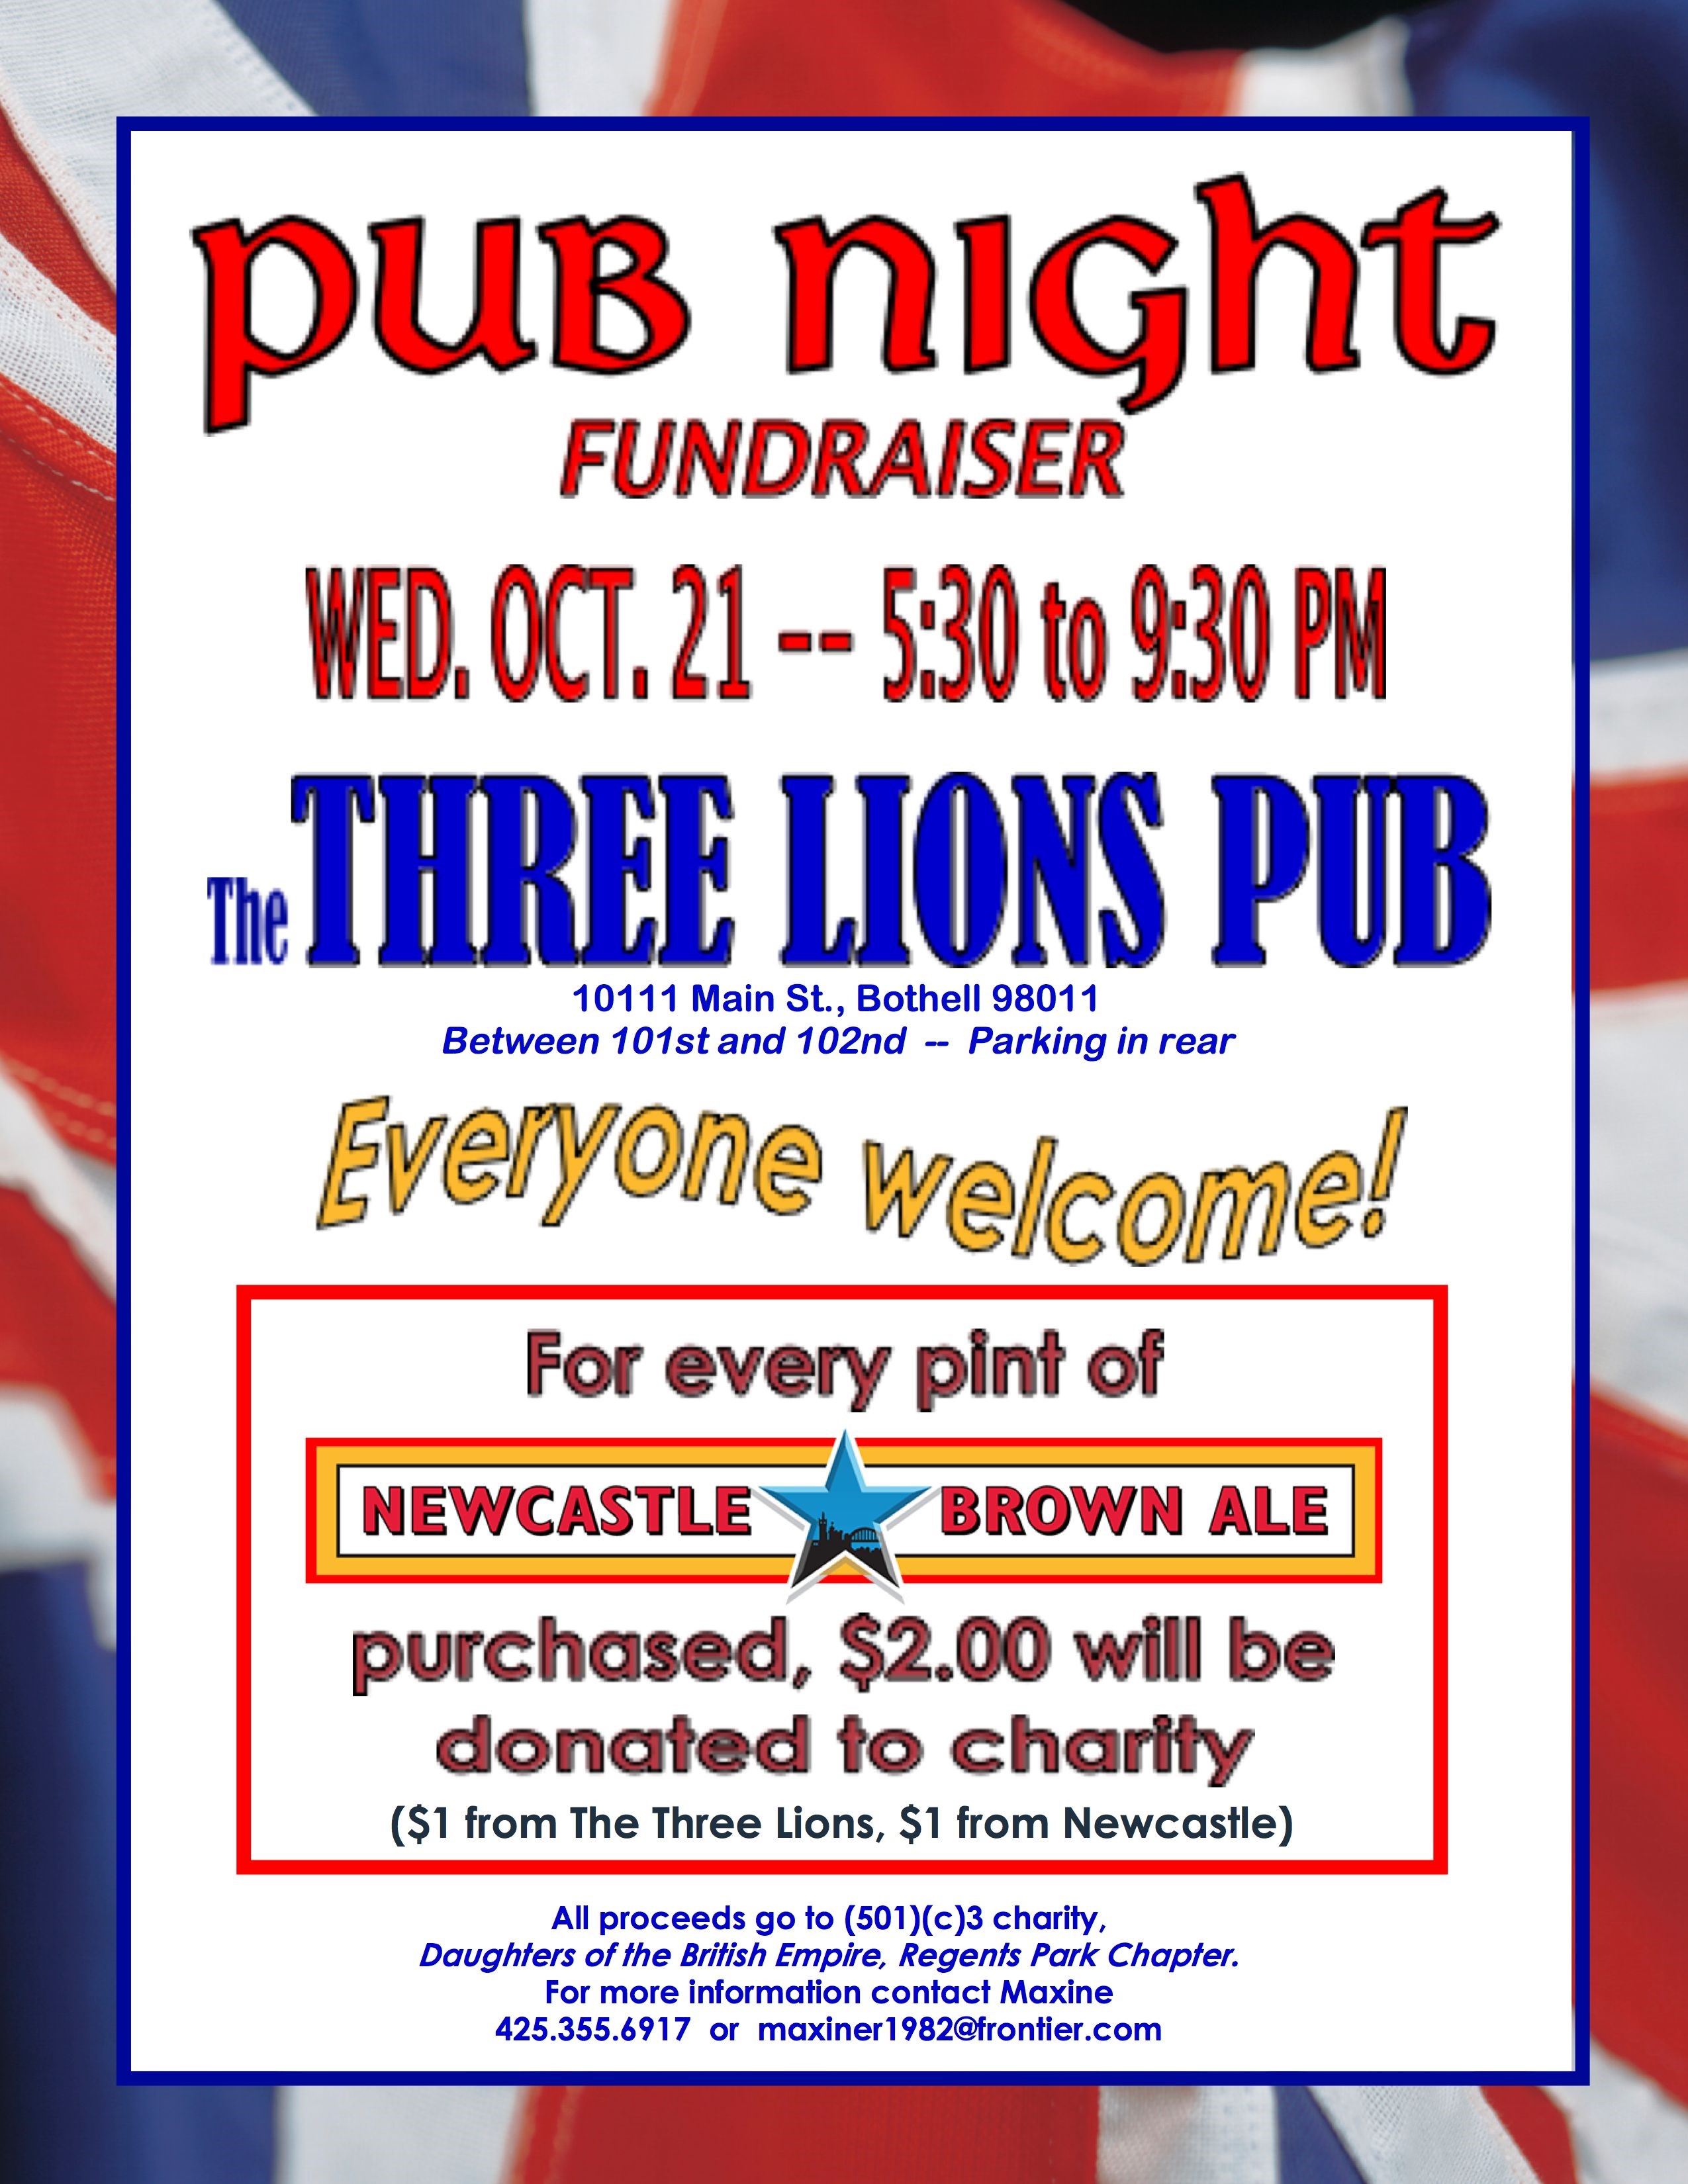 PUB NIGHT
FUNDRAISER
WED. OCT. 21 -- 5:30 to 9:30 PM
The THREE LIONS PUB
10111 Main St., Bothell 98011
Between 101st and 102nd -- Parking in rear
Everyone welcome!
For every pint of
NEWCASTLE BROWN ALE
purchased, $2.00 will be
donated to charity
($1 from The Three Lions, $1 from Newcastle)
All proceeds go to (501)(c)3 charity,
Daughters of the British Empire, Regents Park Chapter.
For more information contact Maxine
425.355.6917 or maxiner1982@frontier.com